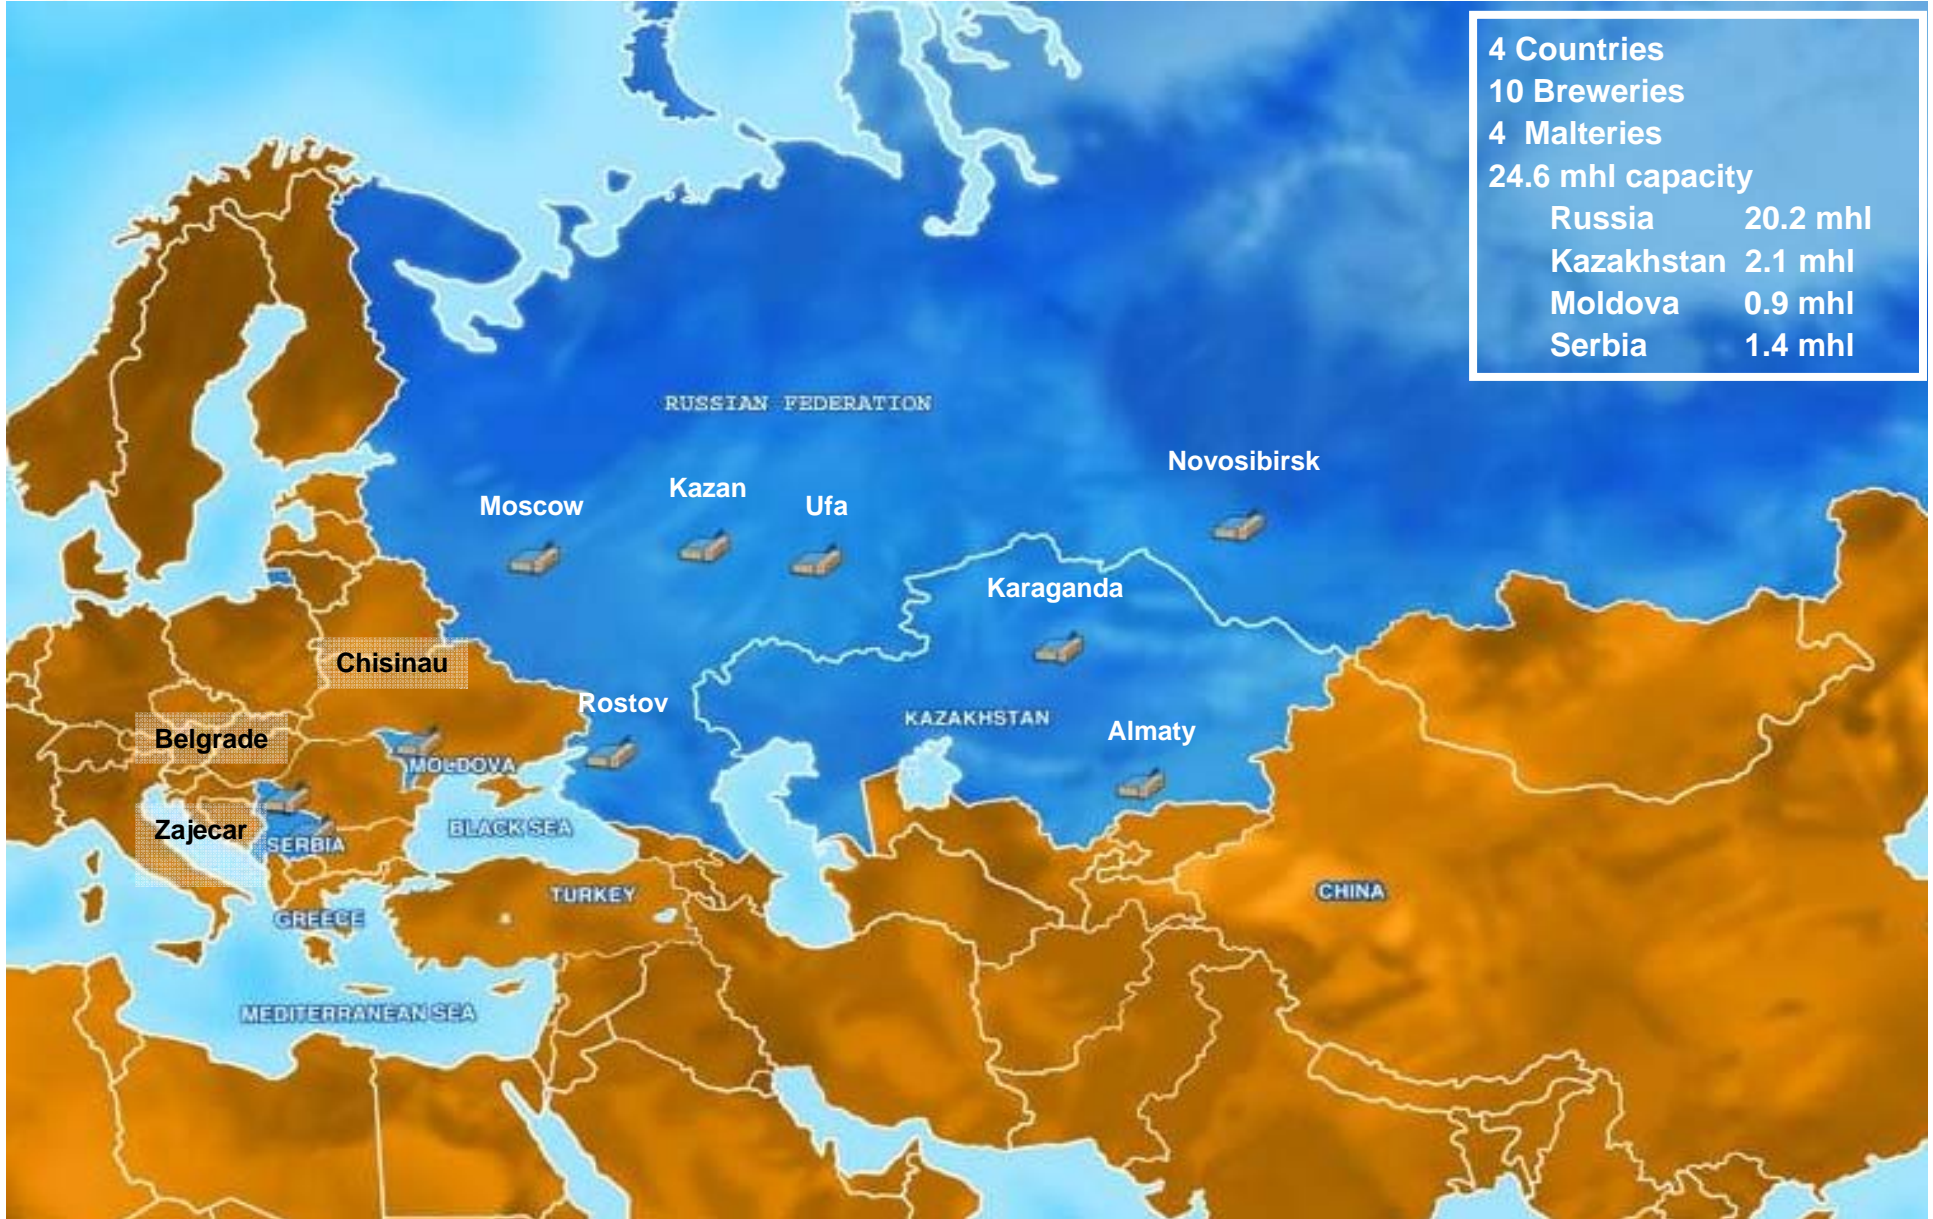 4 Countries
10 Breweries
4 Malteries
24.6 mhl capacity
Russia 20.2 mhl
Kazakhstan 2.1 mhl
Moldova 0.9 mhl
Serbia 1.4 mhl
RUSSIAN FEDERATION
Novosibirsk
Kazan
Moscow
Ufa
Karaganda
Chisinau
Rostov
KAZAKHSTAN
Almaty
Belgrade
MOLDOVA
Zajecar
BLACK SEA
SERBIA
TURKEY
CHINA
GREECE
MEDITERRANEAN SEA